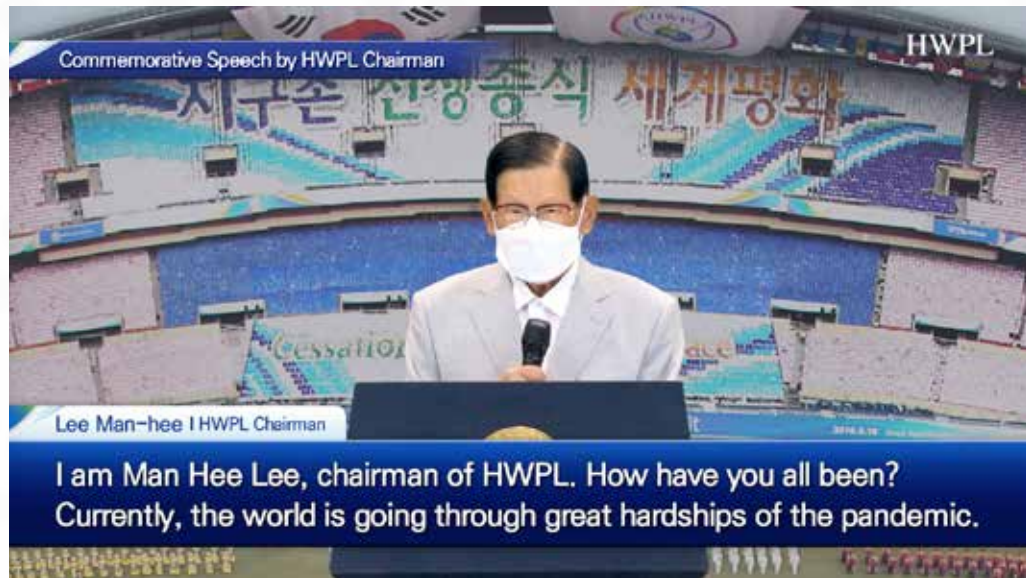 HWPL
HWPL
Commemorative Speech by HWPL Chairman
지구촌 전쟁종식 세계평화
Cessation
Lee Man-hee I HWPL Chairman
I am Man Hee Lee, chairman of HWPL. How have you all been?
Currently, the world is going through great hardships of the pandemic.